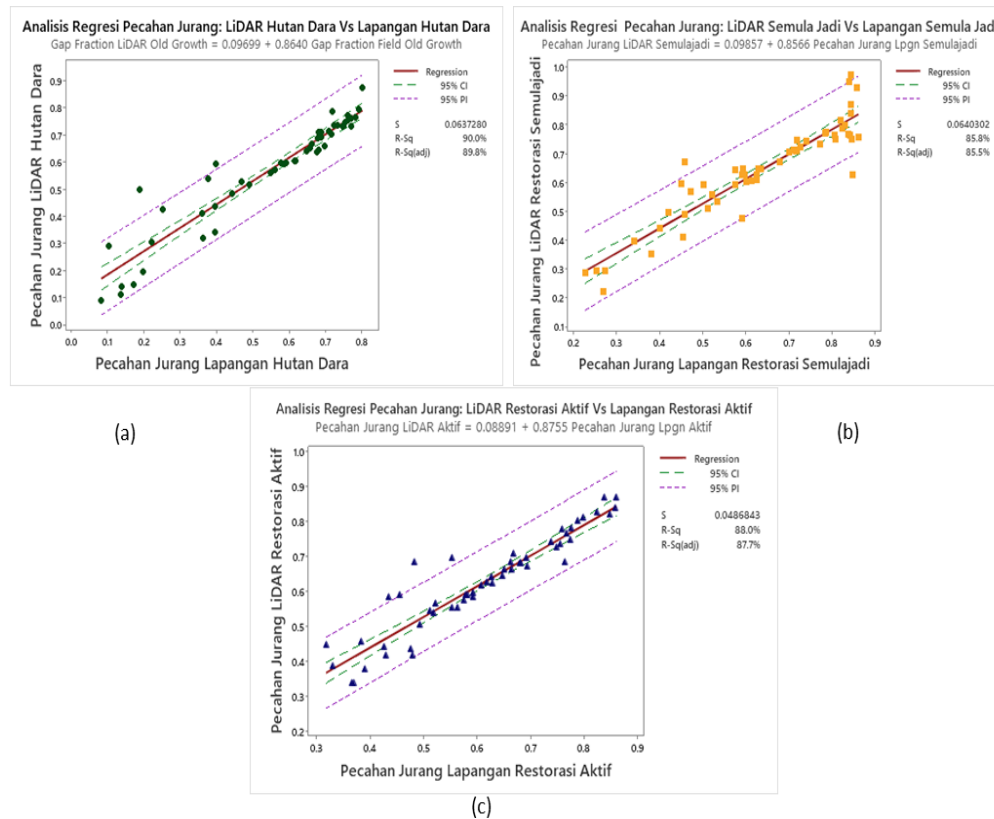 Analisis Regresi Pecahan Jurang: LiDAR Hutan Dara Vs Lapangan Hutan Dara
Gap Fraction LiDAR Old Growth = 0.09699 + 0.8640 Gap Fraction Field Old Growth
Pecahan Jurang LiDAR Hutan Dara
0.9
0.8
0.7
0.6
0.5
0.4
0.3
0.2
0.1
0.0
0.0 0.1 0.2 0.3 0.4 0.5 0.6 0.7 0.8
Pecahan Jurang Lapangan Hutan Dara
Regression
95% CI
95% PI
S 0.0637280
R-Sq 90.0%
R-Sq(adj) 89.8%
(a)
Analisis Regresi Pecahan Jurang: LiDAR Semula Jadi Vs Lapangan Semula Jad
Pecahan Jurang LiDAR Semulajadi = 0.09857 + 0.8566 Pecahan Jurang Lpgn Semulajadi
Pecahan Jurang LiDAR Restorasi Semulajadi
1.0
0.9
0.8
0.7
0.6
0.5
0.4
0.3
0.2
0.1
0.2 0.3 0.4 0.5 0.6 0.7 0.8 0.9
Pecahan Jurang Lapangan Restorasi Semulajadi
Regression
95% CI
95% PI
S 0.0640302
R-Sq 85.8%
R-Sq(adj) 85.5%
(b)
Analisis Regresi Pecahan Jurang: LiDAR Restorasi Aktif Vs Lapangan Restorasi Aktif
Pecahan Jurang LiDAR Aktif = 0.08891 + 0.8755 Pecahan Jurang Lpgn Aktif
Pecahan Jurang LiDAR Restorasi Aktif
1.0
0.9
0.8
0.7
0.6
0.5
0.4
0.3
0.2
0.3 0.4 0.5 0.6 0.7 0.8 0.9
Pecahan Jurang Lapangan Restorasi Aktif
Regression
95% CI
95% PI
S 0.0486843
R-Sq 88.0%
R-Sq(adj) 87.7%
(c)